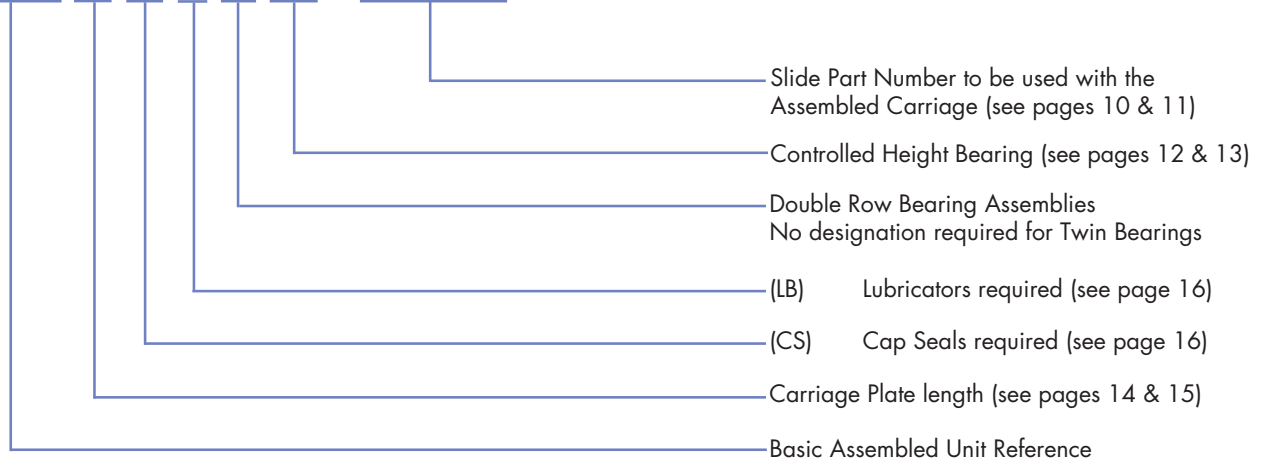 Slide Part Number to be used with the
Assembled Carriage (see pages 10 & 11)
Controlled Height Bearing (see pages 12 & 13)
Double Row Bearing Assemblies
No designation required for Twin Bearings
(LB) Lubricators required (see page 16)
(CS) Cap Seals required (see page 16)
Carriage Plate length (see pages 14 & 15)
Basic Assembled Unit Reference